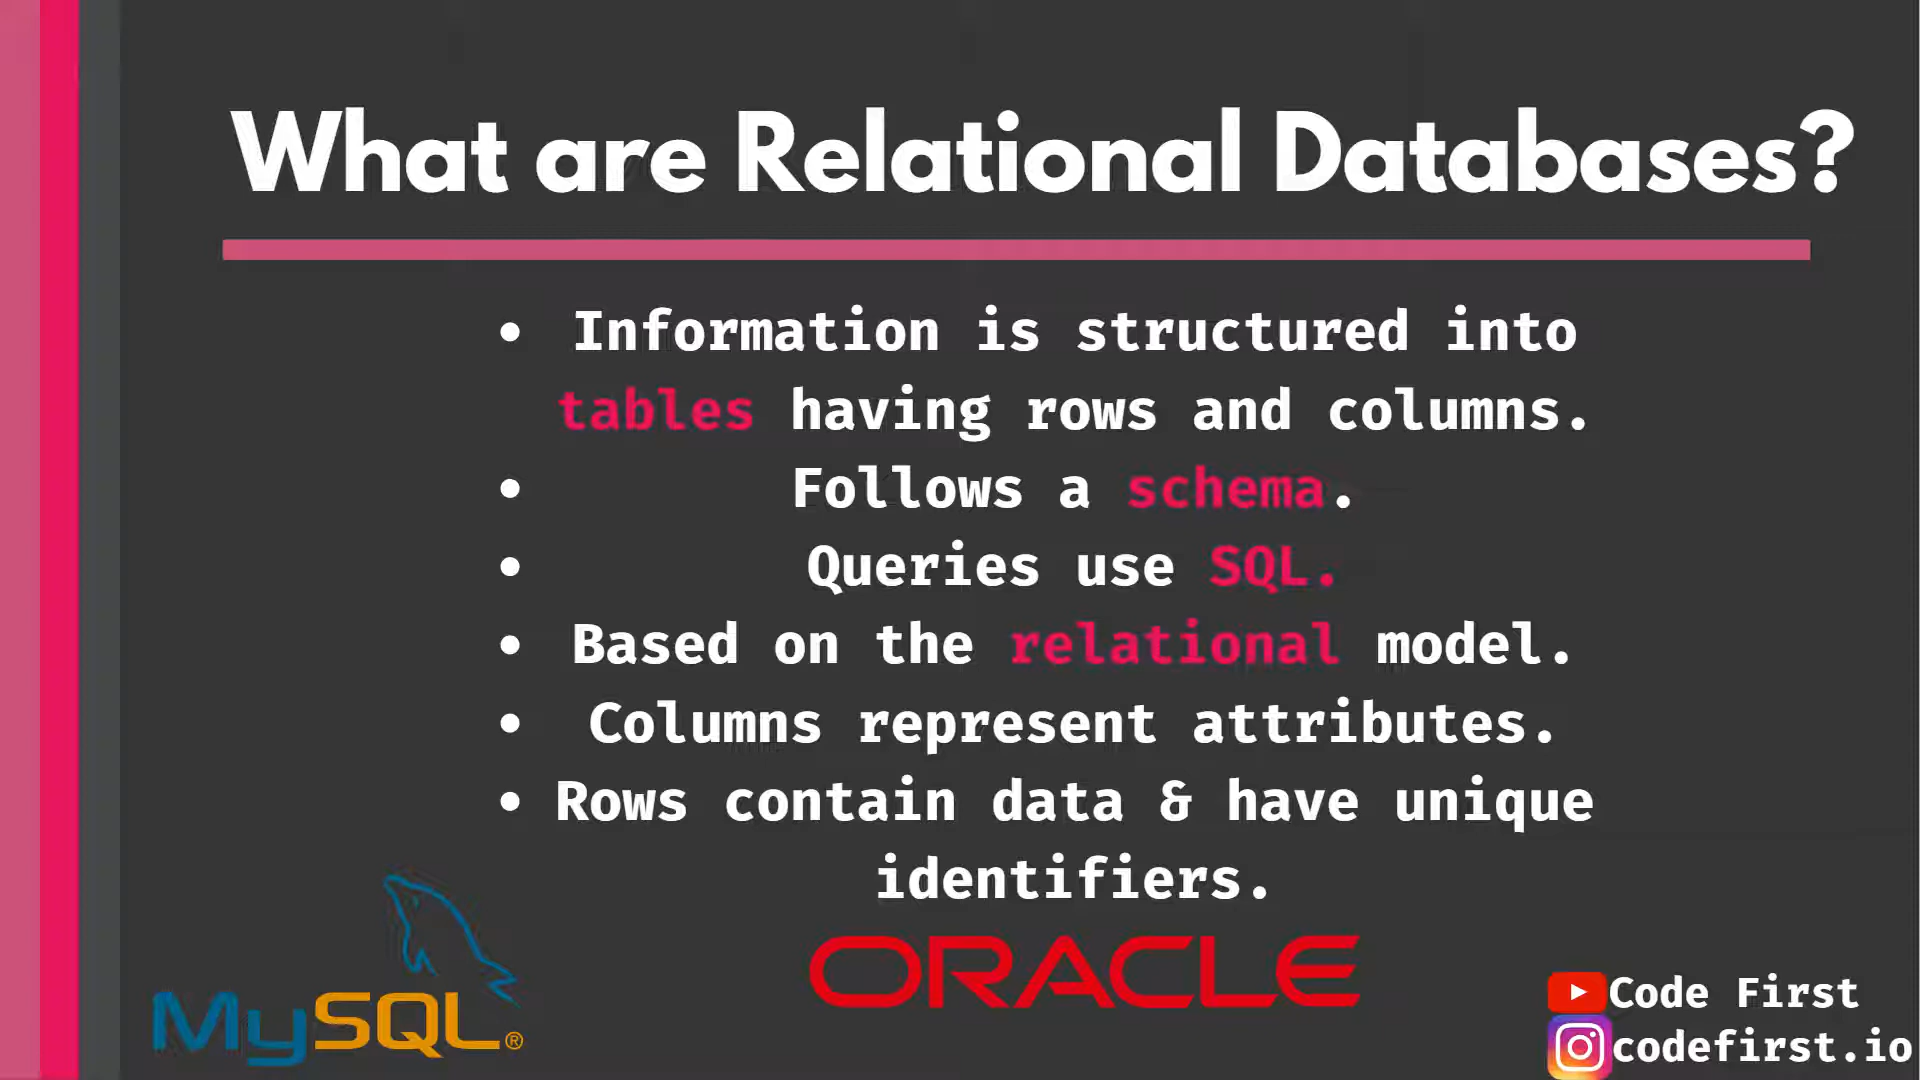 What are Relational Databases?
• Information is structured into
tables having rows and columns.
• Follows a schema.
• Queries use SQL.
• Based on the relational model.
• Columns represent attributes.
• Rows contain data & have unique
identifiers.
MySQL®
ORACLE
Code First
codefirst.io